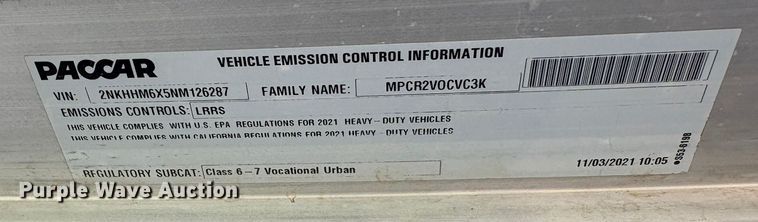 PACCAR
VEHICLE EMISSION CONTROL INFORMATION
VIN: 2NKHHM6X5NM126287 FAMILY NAME: MPCR2VOCVC3K
EMISSIONS CONTROLS: LRRS
THIS VEHICLE COMPLIES WITH U.S. EPA REGULATIONS FOR 2021 HEAVY-DUTY VEHICLES
THIS VEHICLE COMPLIES WITH CALIFORNIA REGULATIONS FOR 2021 HEAVY-DUTY VEHICLES
REGULATORY SUBCAT: Class 6-7 Vocational Urban
11/03/2021 10:05
S53-6198
Purple Wave Auction